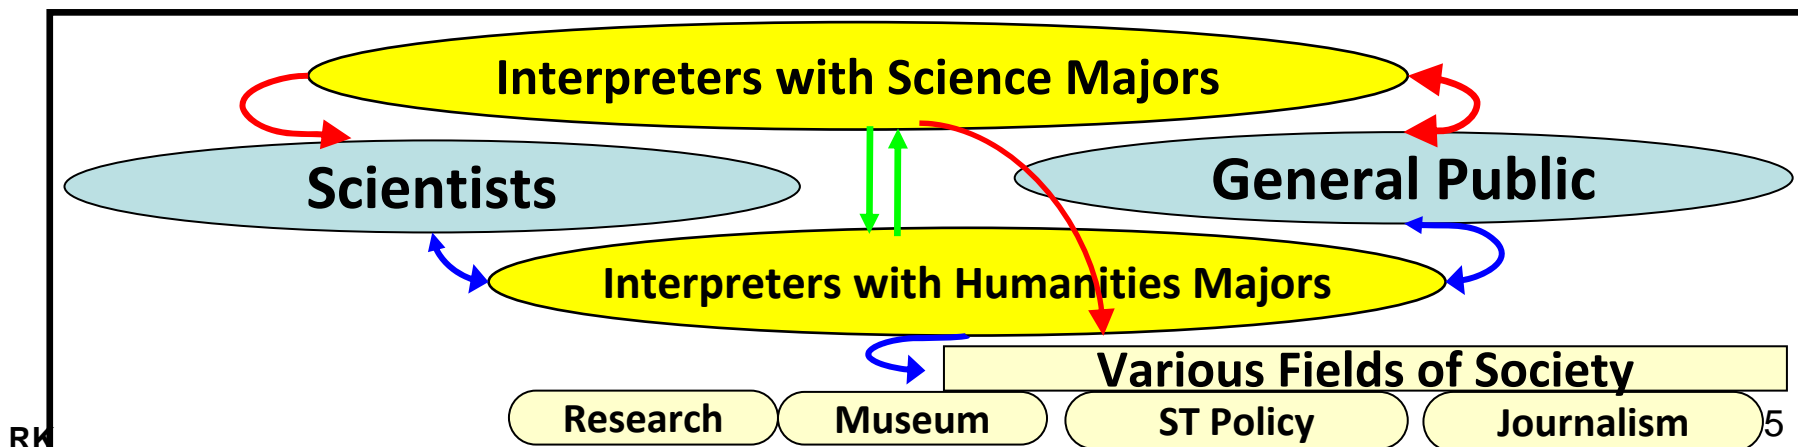 Interpreters with Science Majors
Scientists
General Public
Interpreters with Humanities Majors
Various Fields of Society
Research
Museum
ST Policy
Journalism
5
RK